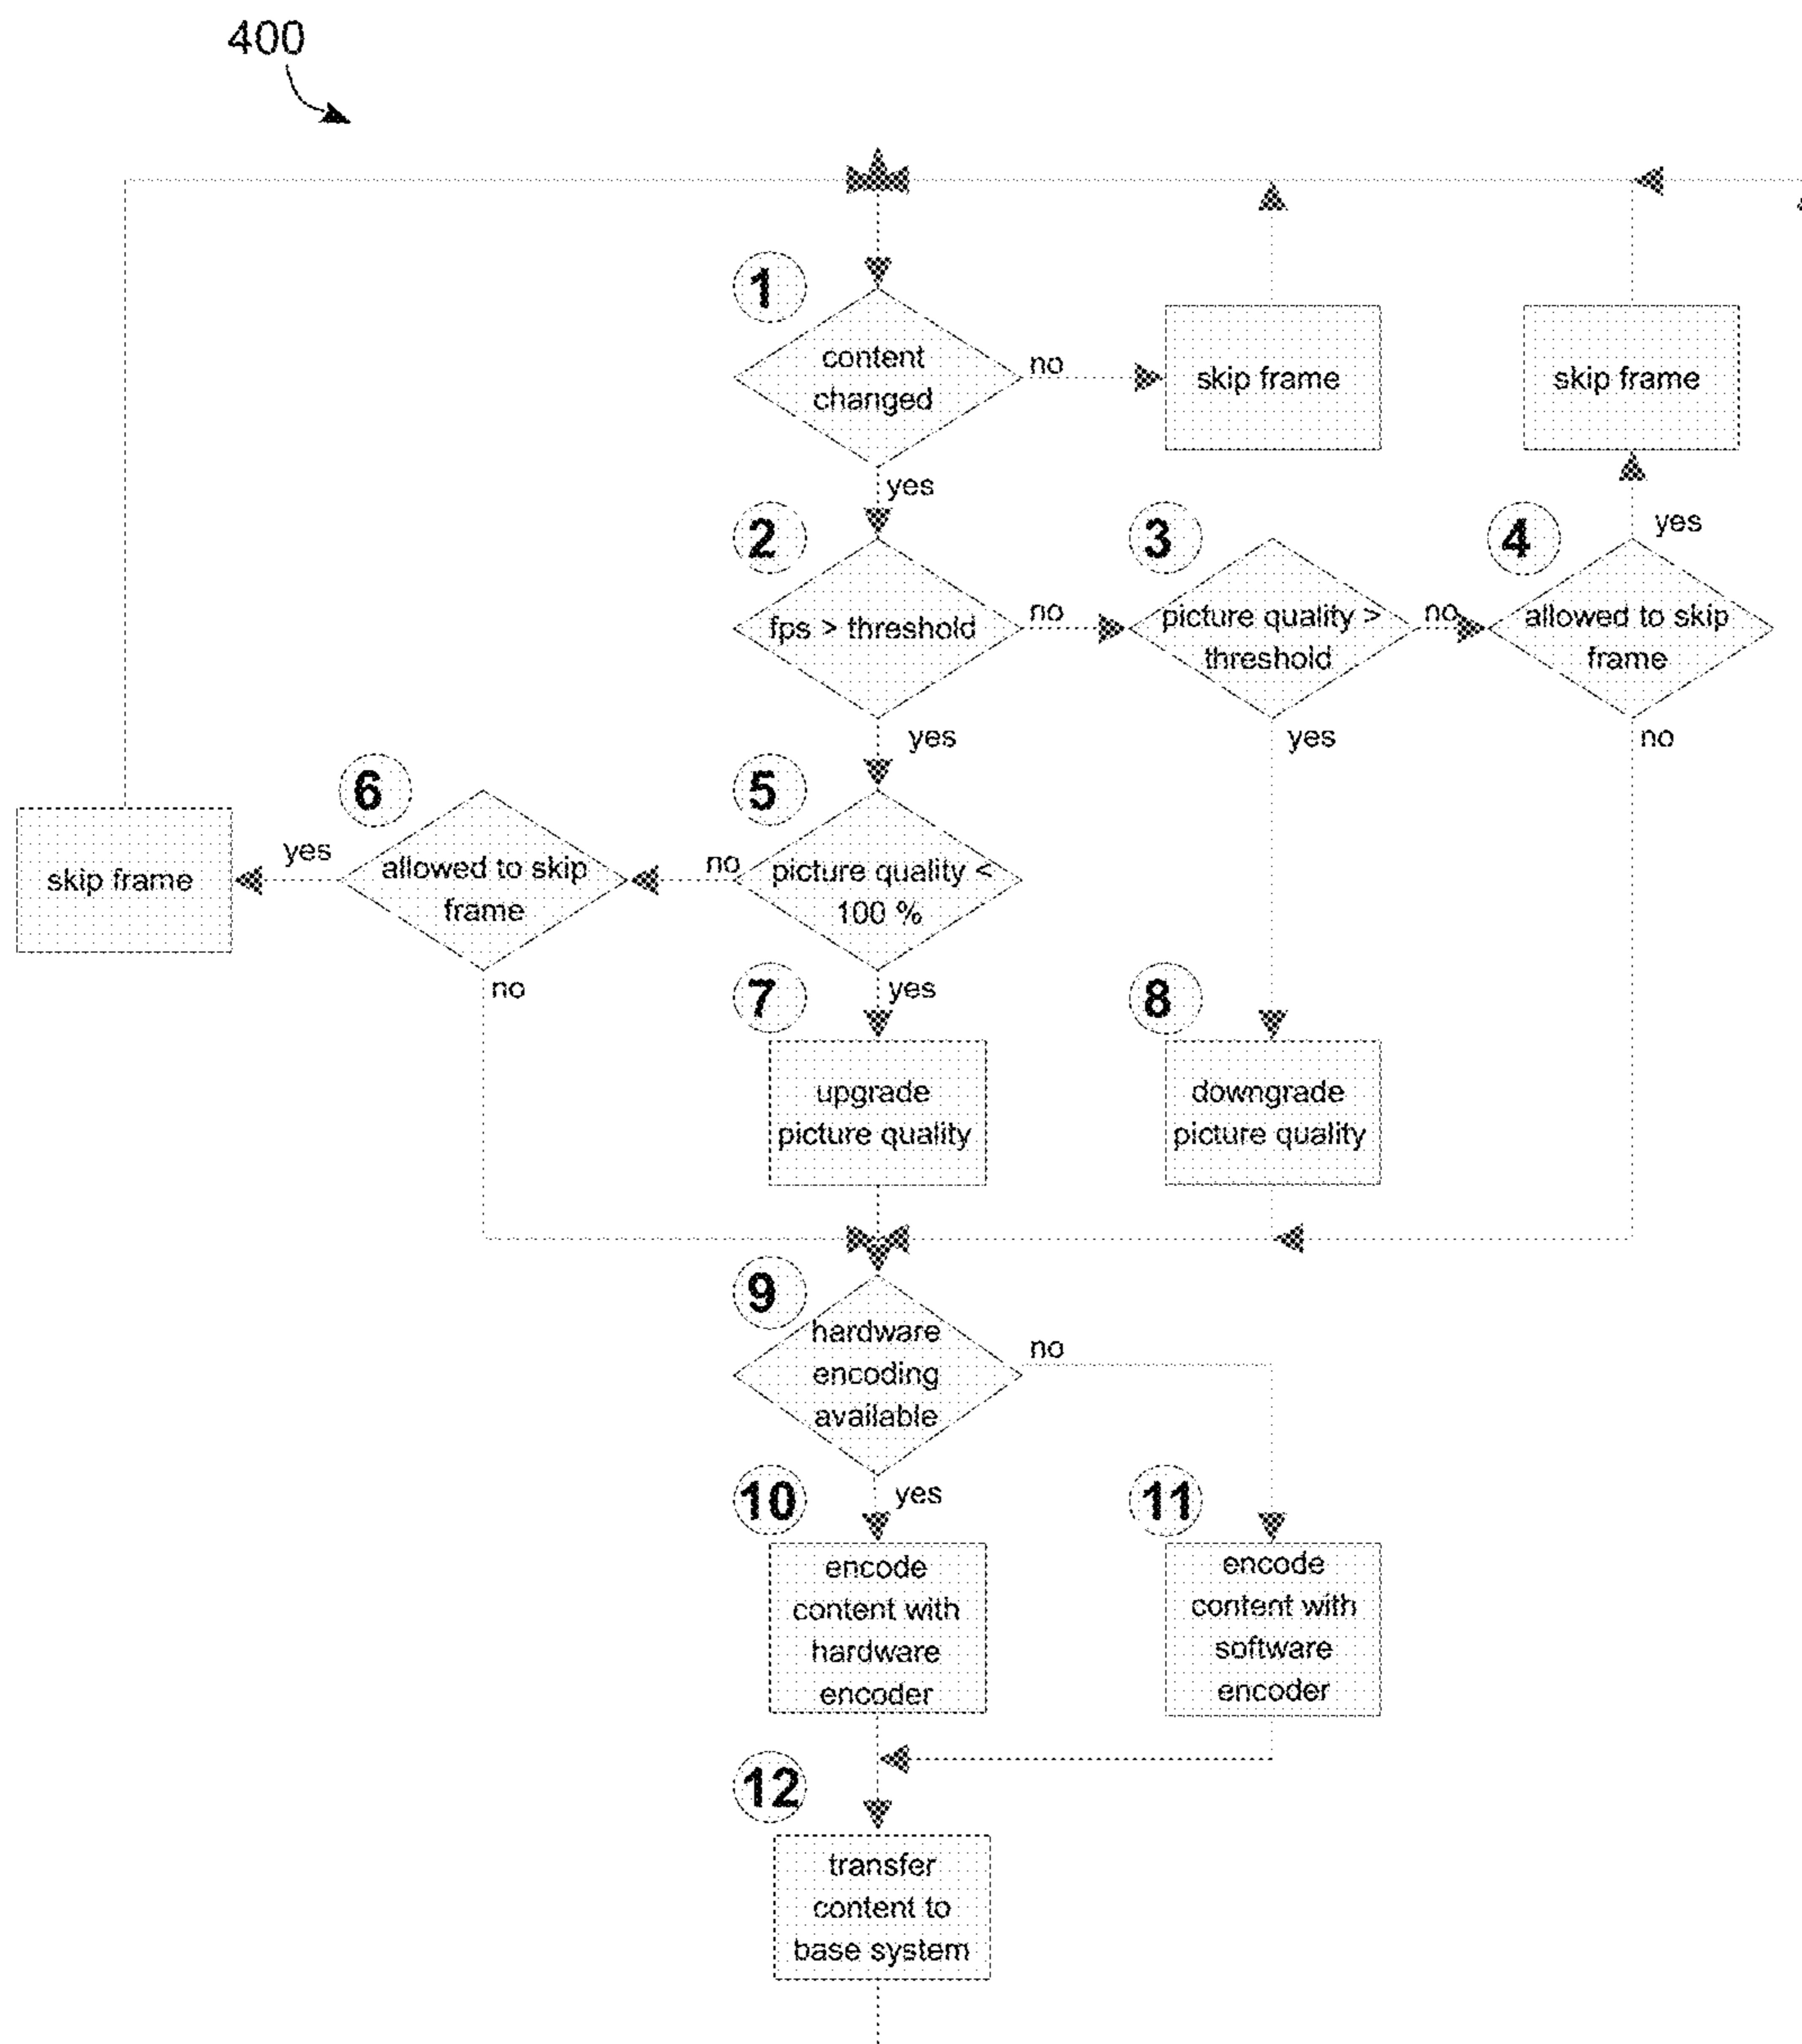 400
1
content
changed
no
skip frame
skip frame
yes
2
fps > threshold
no
3
picture quality >
threshold
no
4
allowed to skip
frame
yes
yes
yes
no
6
allowed to skip
frame
yes
skip frame
no
5
picture quality <
100 %
no
yes
7
upgrade
picture quality
8
downgrade
picture quality
9
hardware
encoding
available
no
yes
10
encode
content with
hardware
encoder
11
encode
content with
software
encoder
12
transfer
content to
base system